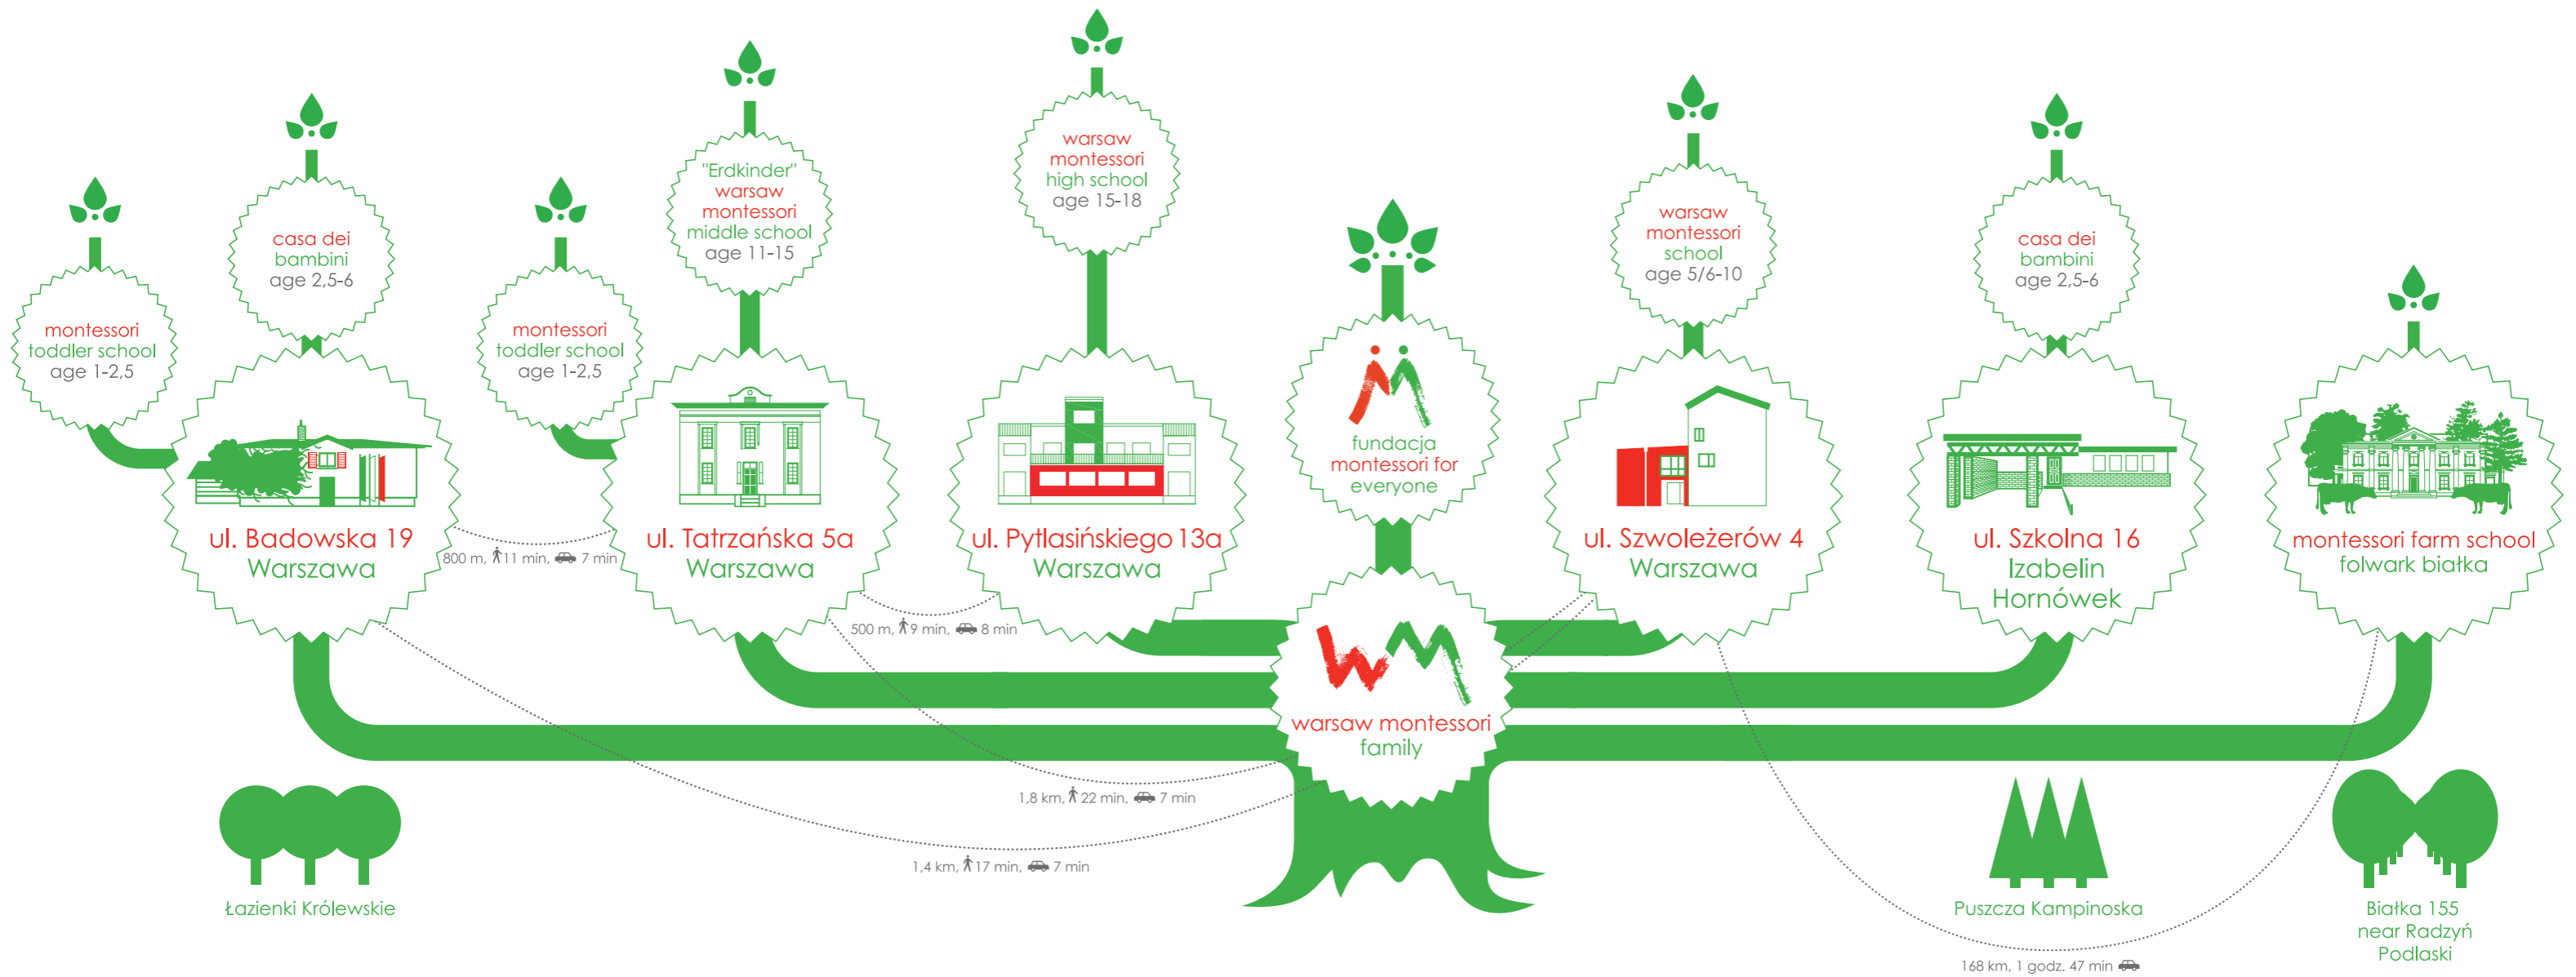 montessori
toddler school
age 1-2,5
casa dei
bambini
age 2,5-6
ul. Badowska 19
Warszawa
800 m, 11 min, 7 min
montessori
toddler school
age 1-2,5
"Erdkinder"
warsaw
montessori
middle school
age 11-15
ul. Tatrzańska 5a
Warszawa
500 m, 9 min, 8 min
warsaw
montessori
high school
age 15-18
ul. Pytlasińskiego 13a
Warszawa
M
fundacja
montessori for
everyone
WM
warsaw montessori
family
warsaw
montessori
school
age 5/6-10
ul. Szwoleżerów 4
Warszawa
casa dei
bambini
age 2,5-6
ul. Szkolna 16
Izabelin
Hornówek
montessori farm school
folwark białka
1,8 km, 22 min, 7 min
1,4 km, 17 min, 7 min
Łazienki Królewskie
Puszcza Kampinoska
Białka 155
near Radzyń
Podlaski
168 km, 1 godz. 47 min